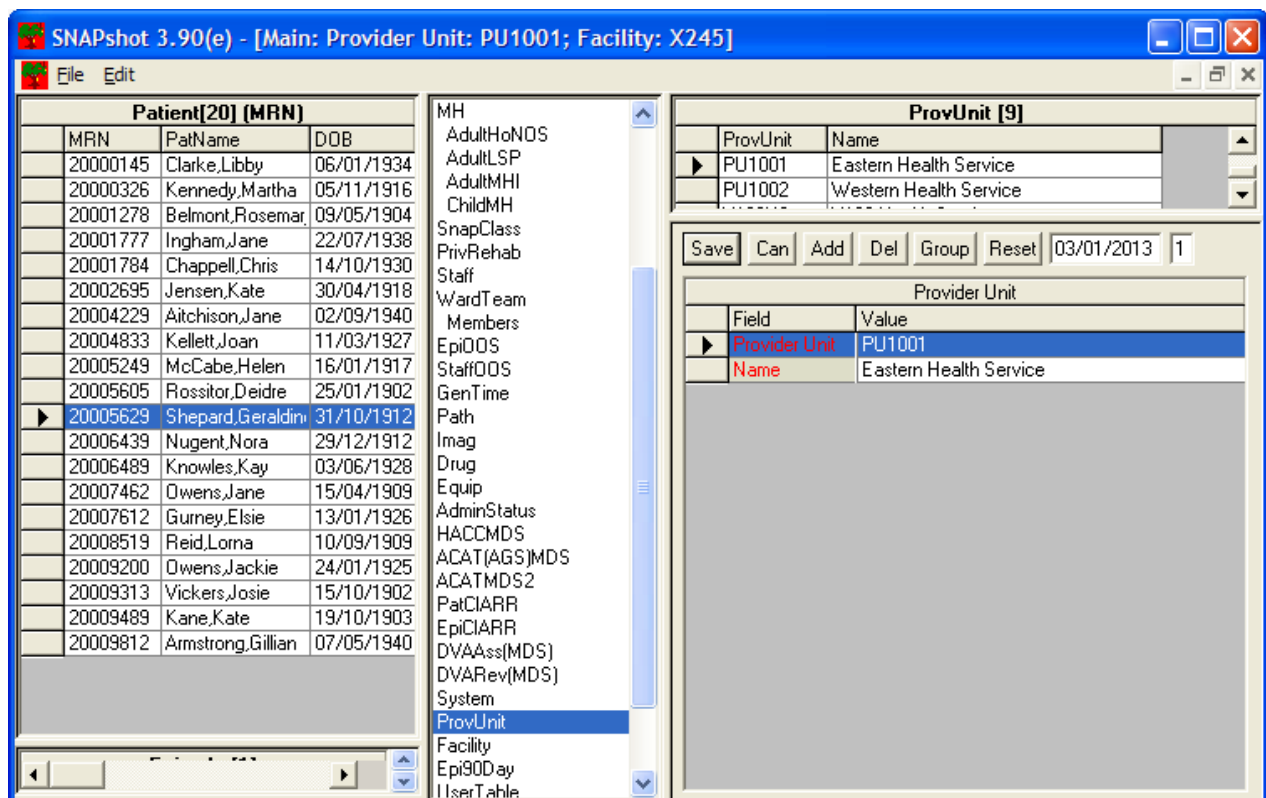 SNAPshot 3.90(e) - [Main: Provider Unit: PU1001; Facility: X245]
File Edit
Patient[20] (MRN)
MRN PatName DOB
20000145 Clarke,Libby 06/01/1934
20000326 Kennedy,Martha 05/11/1916
20001278 Belmont,Rosemar 09/05/1904
20001777 Ingham,Jane 22/07/1938
20001784 Chappell,Chris 14/10/1930
20002695 Jensen,Kate 30/04/1918
20004229 Aitchison,Jane 02/09/1940
20004833 Kellett,Joan 11/03/1927
20005249 McCabe,Helen 16/01/1917
20005605 Rossitor,Deidre 25/01/1902
20005629 Shepard,Geraldin 31/10/1912
20006439 Nugent,Nora 29/12/1912
20006489 Knowles,Kay 03/06/1928
20007462 Owens,Jane 15/04/1909
20007612 Gurney,Elsie 13/01/1926
20008519 Reid,Lorna 10/09/1909
20009200 Owens,Jackie 24/01/1925
20009313 Vickers,Josie 15/10/1902
20009489 Kane,Kate 19/10/1903
20009812 Armstrong,Gillian 07/05/1940
MH
AdultHoNOS
AdultLSP
AdultMHI
ChildMH
SnapClass
PrivRehab
Staff
WardTeam
Members
EpiOOS
StaffOOS
GenTime
Path
Imag
Drug
Equip
AdminStatus
HACCMDS
ACAT(AGS)MDS
ACATMDS2
PatCIARR
EpiCIARR
DVAAss(MDS)
DVARev(MDS)
System
ProvUnit
Facility
Epi90Day
UserTable
ProvUnit [9]
ProvUnit Name
PU1001 Eastern Health Service
PU1002 Western Health Service
Save Can Add Del Group Reset 03/01/2013 1
Provider Unit
Field Value
Provider Unit PU1001
Name Eastern Health Service